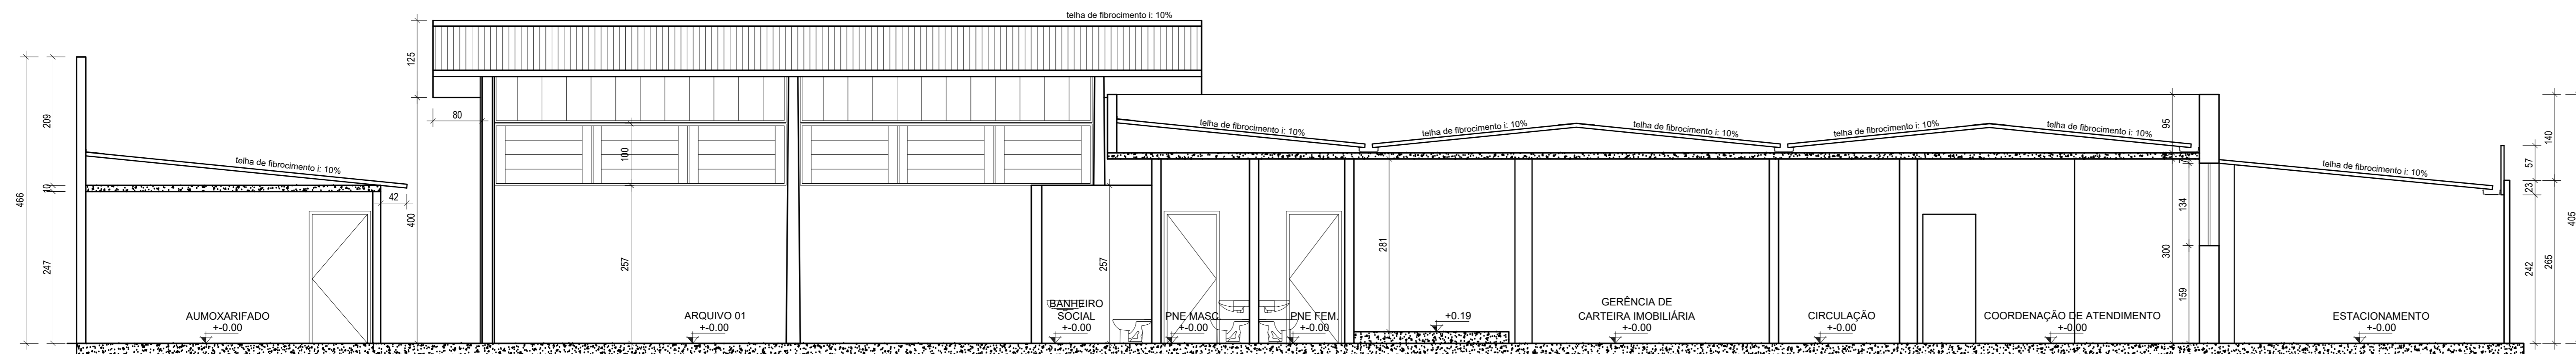 telha de fibrocimento i: 10%
125
209
80
telha de fibrocimento i: 10%
telha de fibrocimento i: 10%
telha de fibrocimento i: 10%
telha de fibrocimento i: 10%
telha de fibrocimento i: 10%
95
140
100
57
telha de fibrocimento i: 10%
telha de fibrocimento i: 10%
10
23
466
42
400
134
405
281
300
247
257
257
242
265
159
AUMOXARIFADO
+-0.00
ARQUIVO 01
+-0.00
BANHEIRO
SOCIAL
+-0.00
PNE MASC.
+-0.00
PNE FEM.
+-0.00
+0.19
GERÊNCIA DE
CARTEIRA IMOBILIÁRIA
+-0.00
CIRCULAÇÃO
+-0.00
COORDENAÇÃO DE ATENDIMENTO
+-0.00
ESTACIONAMENTO
+-0.00